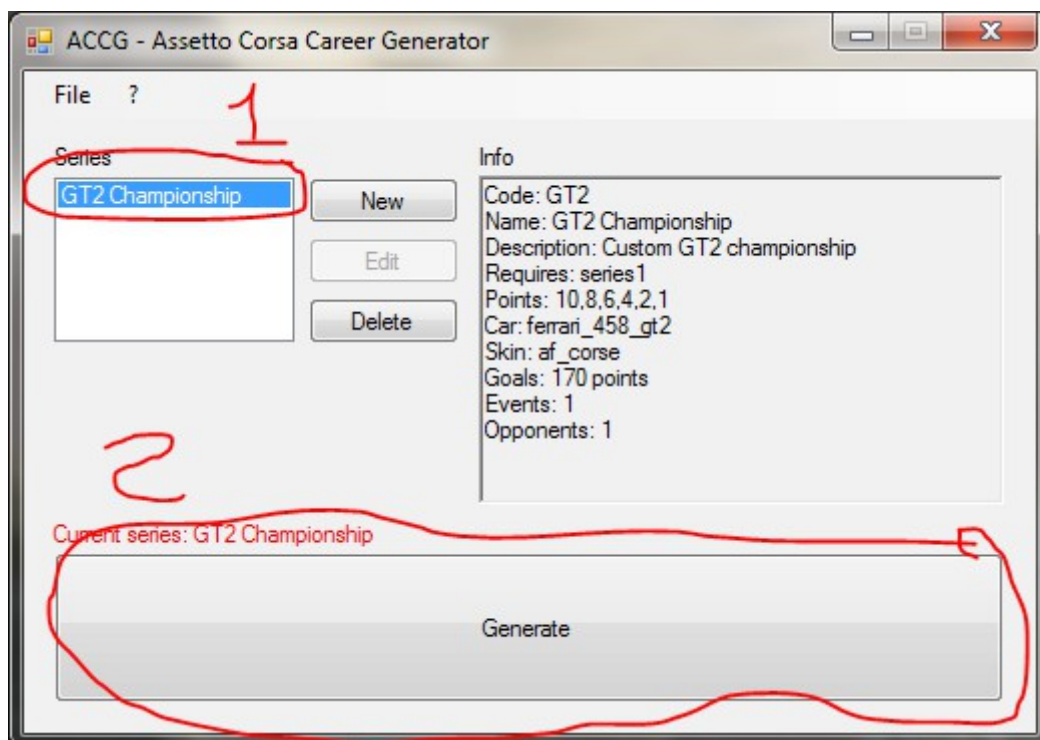 ACCG - Assetto Corsa Career Generator
File ?
1
Series
Info
GT2 Championship
New
Edit
Delete
Code: GT2
Name: GT2 Championship
Description: Custom GT2 championship
Requires: series1
Points: 10,8,6,4,2,1
Car: ferrari_458_gt2
Skin: af_corse
Goals: 170 points
Events: 1
Opponents: 1
2
Current series: GT2 Championship
Generate